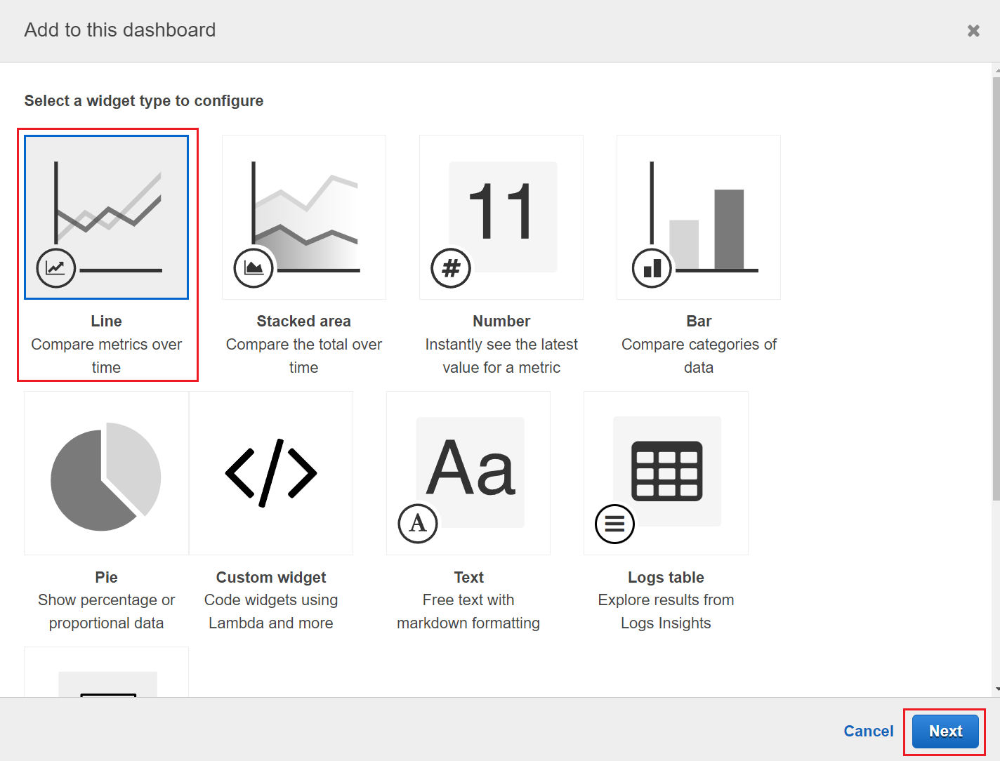 Add to this dashboard
Select a widget type to configure
11
#
Line
Compare metrics over
time
Stacked area
Compare the total over
time
Number
Instantly see the latest
value for a metric
Bar
Compare categories of
data
</>
Aa
A
Pie
Show percentage or
proportional data
Custom widget
Code widgets using
Lambda and more
Text
Free text with
markdown formatting
Logs table
Explore results from
Logs Insights
Cancel
Next